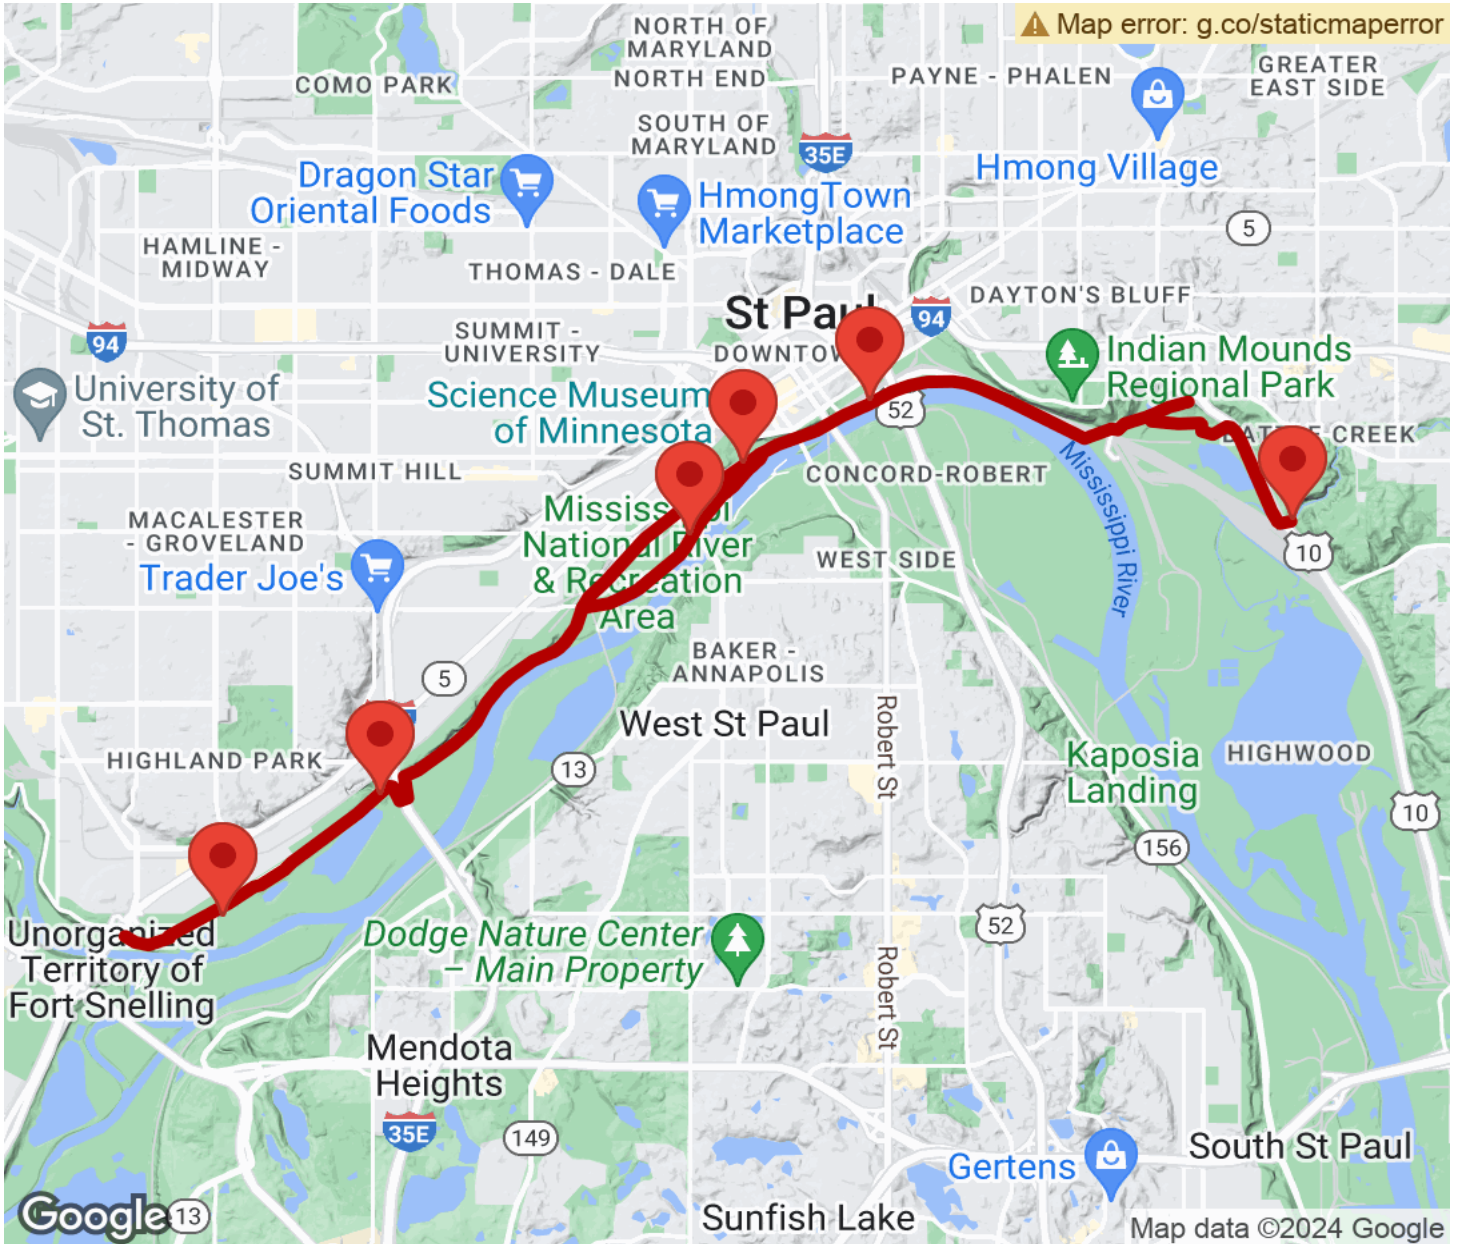 NORTH OF
MARYLAND
Map error: g.co/staticmaperror
COMO PARK
NORTH END
PAYNE - PHALEN
GREATER
EAST SIDE
SOUTH OF
MARYLAND
35E
Hmong Village
Dragon Star
Oriental Foods
HmongTown
Marketplace
5
HAMLINE -
MIDWAY
THOMAS - DALE
DAYTON'S BLUFF
St Paul
94
94
SUMMIT -
UNIVERSITY
DOWNTOW
Indian Mounds
Regional Park
University of
St. Thomas
Science Museum
of Minnesota
52
BATTLE CREEK
SUMMIT HILL
CONCORD-ROBERT
Mississippi River
MACALESTER
- GROVELAND
Mississippi
National River
& Recreation
Area
WEST SIDE
10
Trader Joe's
BAKER -
ANNAPOLIS
5
West St Paul
Robert St
HIGHLAND PARK
13
Kaposia
Landing
HIGHWOOD
10
156
Unorganized
Territory of
Fort Snelling
Dodge Nature Center
– Main Property
52
Robert St
Mendota
Heights
35E
149
South St Paul
Gertens
Google
13
Sunfish Lake
Map data ©2024 Google